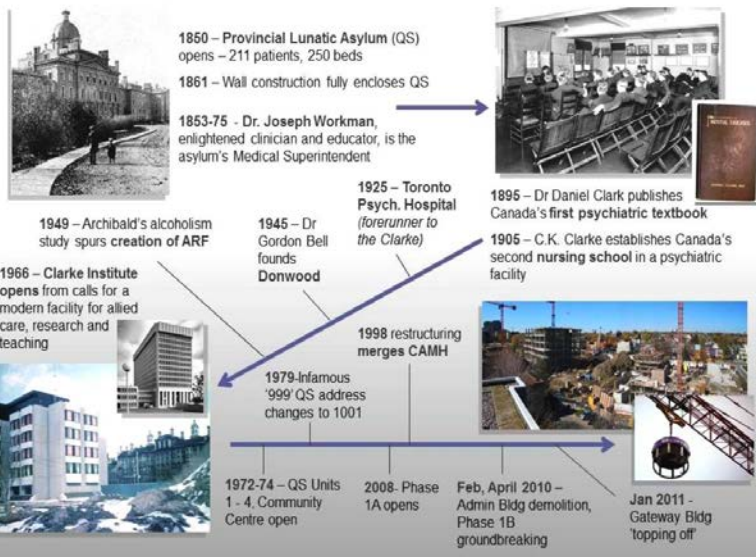 1850 – Provincial Lunatic Asylum (QS)
opens – 211 patients, 250 beds
1861 – Wall construction fully encloses QS
1853-75 - Dr. Joseph Workman,
enlightened clinician and educator, is the
asylum's Medical Superintendent
MENTAL DISEASES
1895 – Dr Daniel Clark publishes
Canada's first psychiatric textbook
1905 – C.K. Clarke establishes Canada's
second nursing school in a psychiatric
facility
1925 – Toronto
Psych. Hospital
(forerunner to
the Clarke)
1945 – Dr
Gordon Bell
founds
Donwood
1949 – Archibald's alcoholism
study spurs creation of ARF
1966 – Clarke Institute
opens from calls for a
modern facility for allied
care, research and
teaching
1972-74 – QS Units
1 - 4, Community
Centre open
1979-Infamous
'999' QS address
changes to 1001
1998 restructuring
merges CAMH
2008- Phase
1A opens
Feb, April 2010 –
Admin Bldg demolition,
Phase 1B
groundbreaking
Jan 2011 -
Gateway Bldg
'topping off'